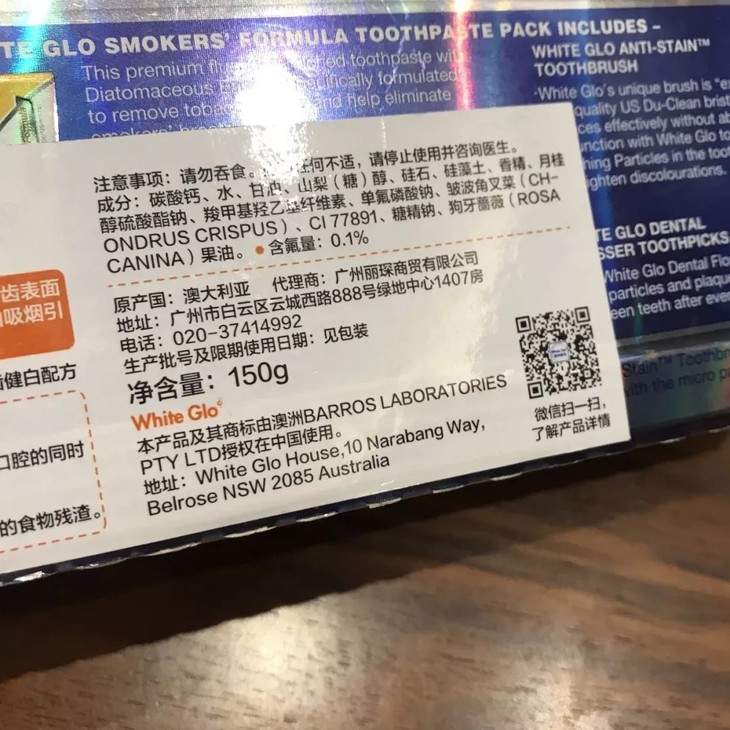 TE GLO SMOKERS' FORMULA TOOTHPASTE PACK INCLUDES –
This premium toothpaste
Diatomaceous formulated
to remove and help eliminate
smokers'
WHITE GLO ANTI-STAIN™
TOOTHBRUSH
White Glo's unique brush is
quality US Du-Clean
effectively without
with White Glo
Particles in the
discolourations.
TE GLO DENTAL
SSER TOOTHPICKS
White Glo Dental
particles and
teeth after
Stain™
with the micro
注意事项：请勿吞食。何不适，请停止使用并咨询医生。
成分：碳酸钙、水、甘油、山梨（糖）醇、硅石、硅藻土、香精、月桂
醇硫酸酯钠、羧甲基羟乙基纤维素、单氟磷酸钠、皱波角叉菜（CH-
ONDRUS CRISPUS）、CI 77891、糖精钠、狗牙蔷薇（ROSA
CANINA）果油。 ●含氟量：0.1%
原产国：澳大利亚 代理商：广州丽琛商贸有限公司
地址：广州市白云区云城西路888号绿地中心1407房
电话：020-37414992
生产批号及限期使用日期：见包装
净含量：150g
White Glo®
本产品及其商标由澳洲BARROS LABORATORIES
PTY LTD授权在中国使用。
地址：White Glo House,10 Narabang Way,
Belrose NSW 2085 Australia
微信扫一扫，
了解产品详情
齿表面
吸烟引
健白配方
口腔的同时
的食物残渣。